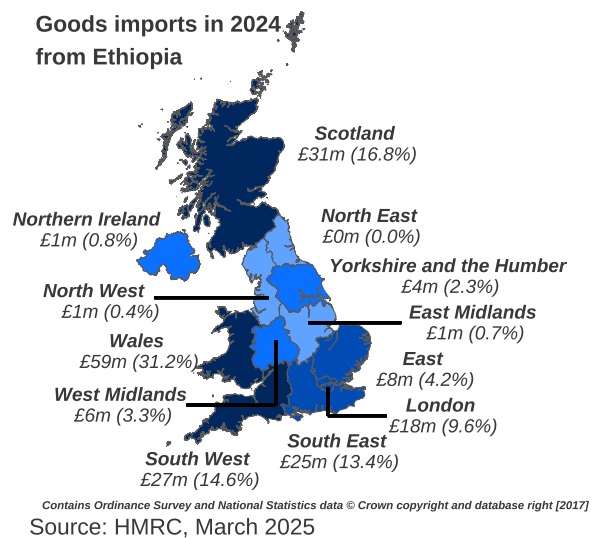 Goods imports in 2024
from Ethiopia
Scotland
£31m (16.8%)
Northern Ireland
£1m (0.8%)
North East
£0m (0.0%)
Yorkshire and the Humber
£4m (2.3%)
North West
£1m (0.4%)
East Midlands
£1m (0.7%)
Wales
£59m (31.2%)
East
£8m (4.2%)
West Midlands
£6m (3.3%)
London
£18m (9.6%)
South East
£25m (13.4%)
South West
£27m (14.6%)
Contains Ordinance Survey and National Statistics data © Crown copyright and database right [2017]
Source: HMRC, March 2025